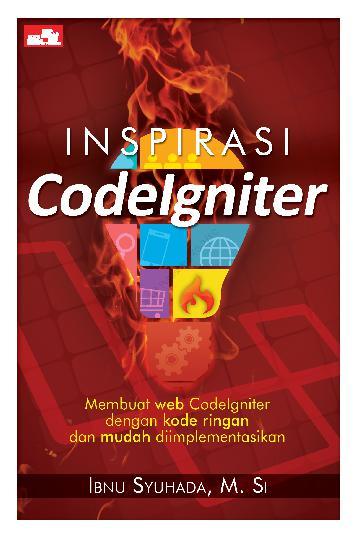 INSPIRASI
CodeIgniter
Membuat web CodeIgniter
dengan kode ringan
dan mudah diimplementasikan
IBNU SYUHADA, M. SI